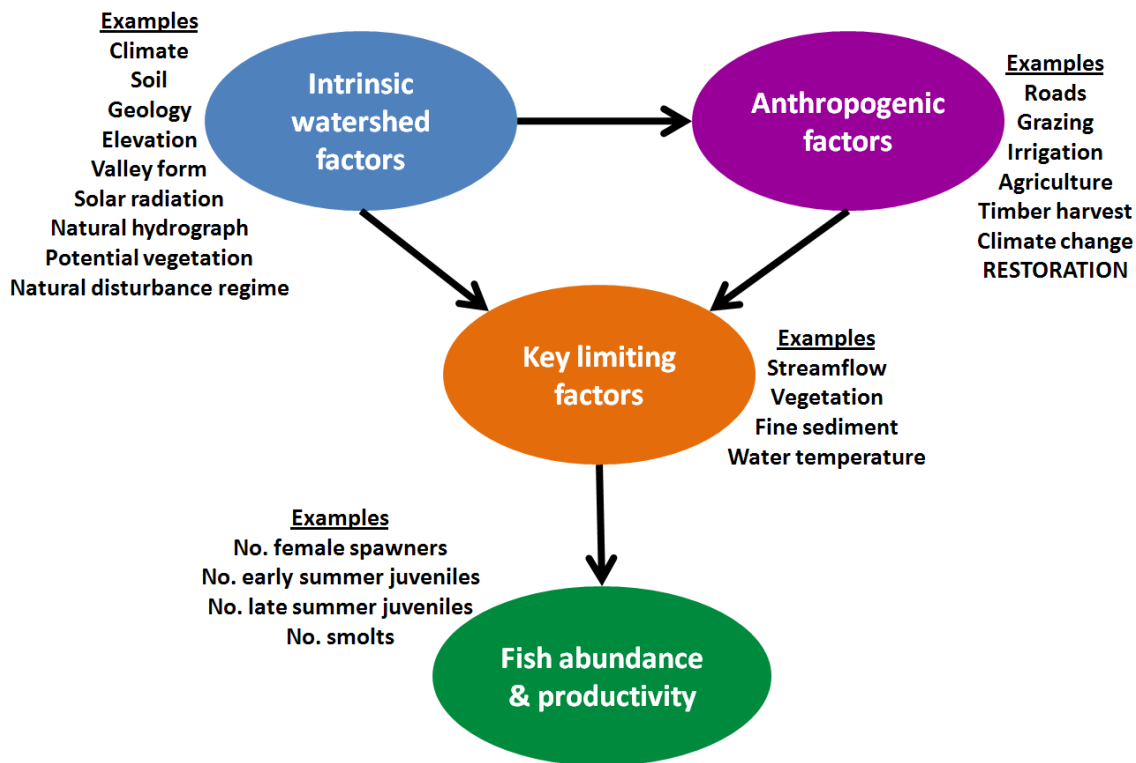 Examples
Climate
Soil
Geology
Elevation
Valley form
Solar radiation
Natural hydrograph
Potential vegetation
Natural disturbance regime
Intrinsic
watershed
factors
Anthropogenic
factors
Examples
Roads
Grazing
Irrigation
Agriculture
Timber harvest
Climate change
RESTORATION
Key limiting
factors
Examples
Streamflow
Vegetation
Fine sediment
Water temperature
Examples
No. female spawners
No. early summer juveniles
No. late summer juveniles
No. smolts
Fish abundance
& productivity